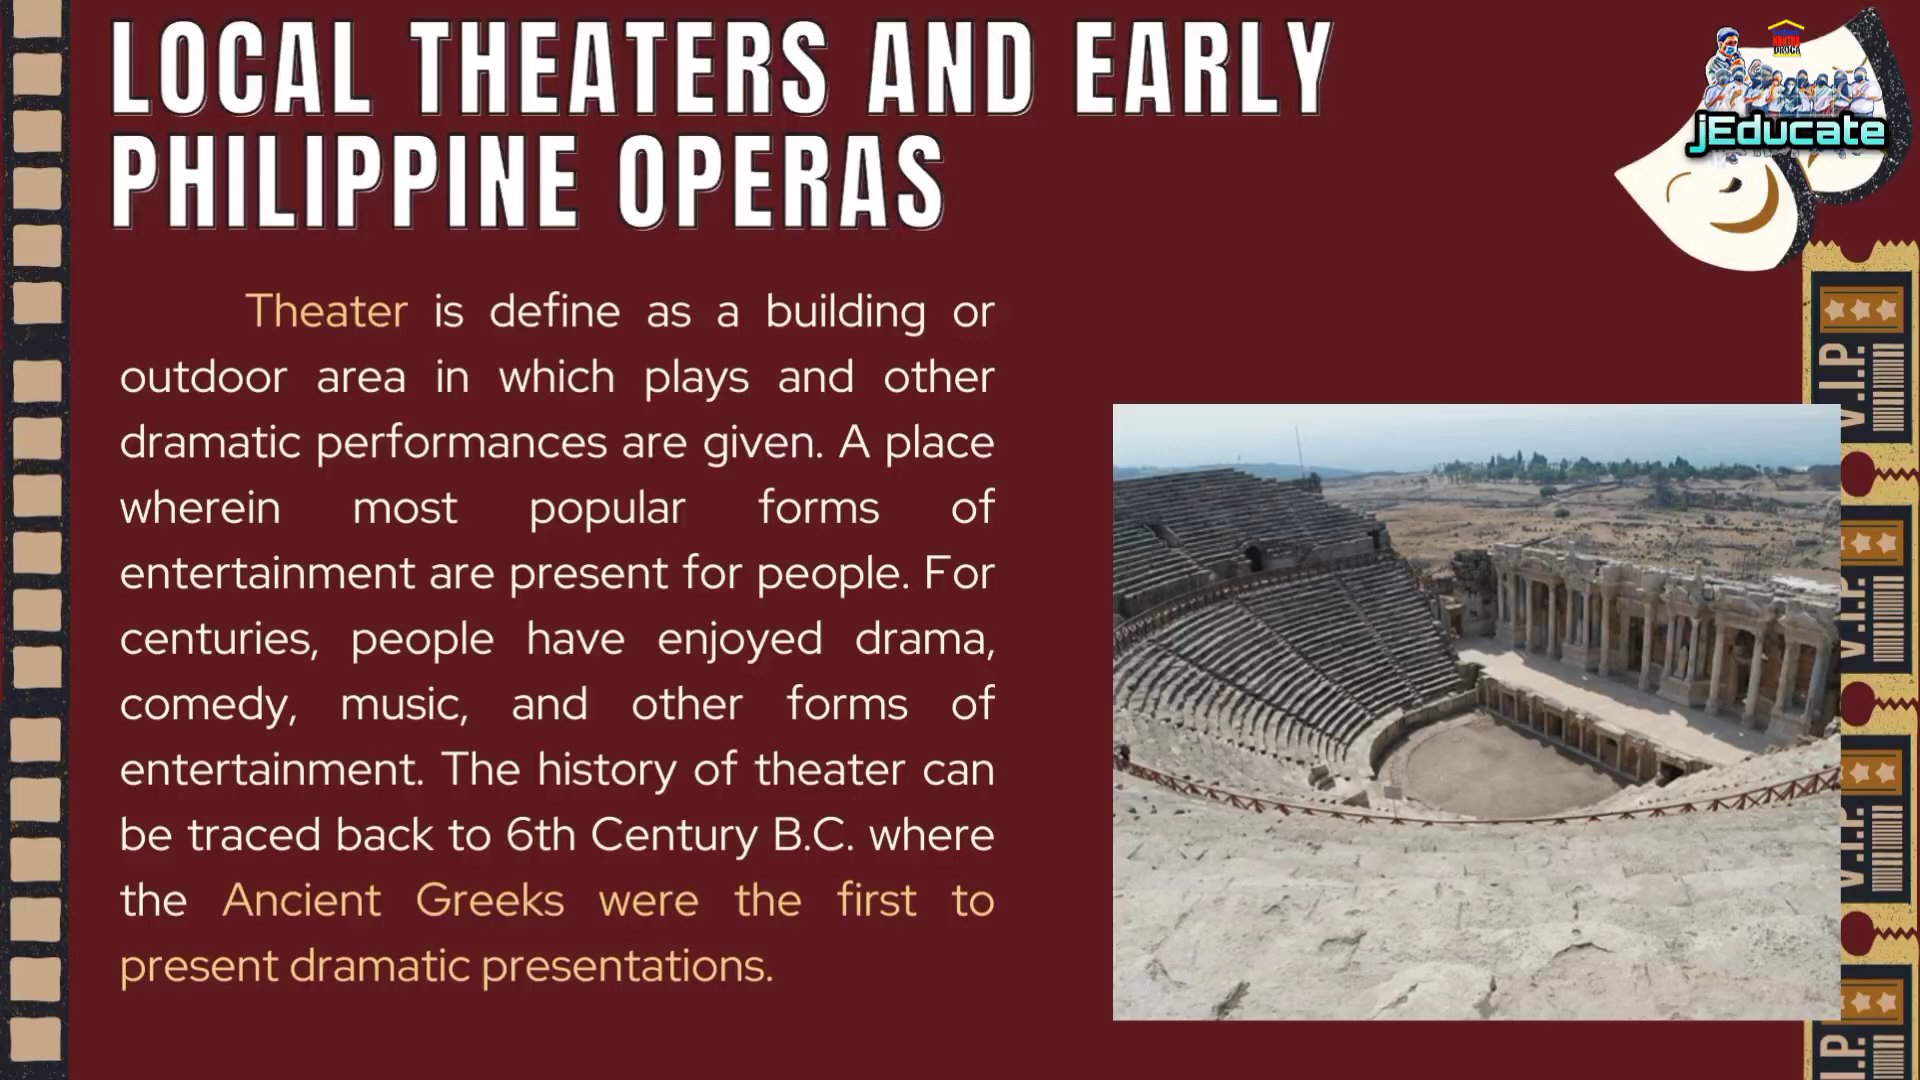 LOCAL THEATERS AND EARLY
PHILIPPINE OPERAS
jEducate
Theater is define as a building or
outdoor area in which plays and other
dramatic performances are given. A place
wherein most popular forms of
entertainment are present for people. For
centuries, people have enjoyed drama,
comedy, music, and other forms of
entertainment. The history of theater can
be traced back to 6th Century B.C. where
the Ancient Greeks were the first to
present dramatic presentations.
V.I.P.
V.I.P.
V.I.P.
I.P.